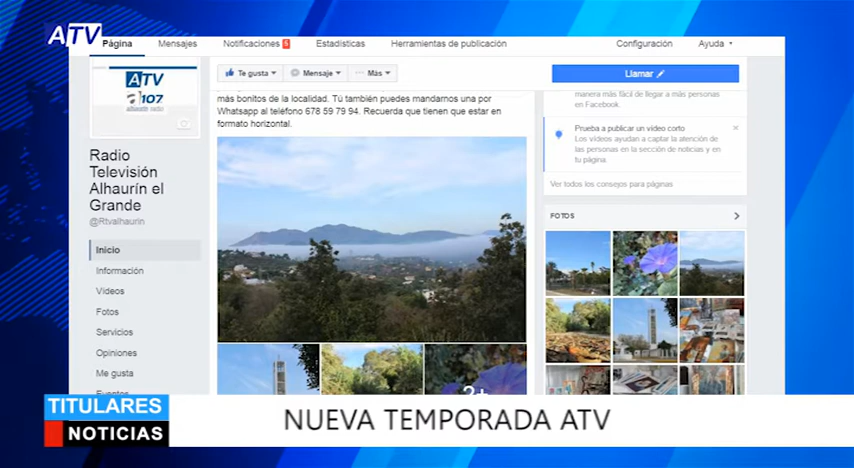 ATV
Página Mensajes Notificaciones 5 Estadísticas Herramientas de publicación Configuración Ayuda
ATV
107
alhaurín radio
Te gusta Mensaje Más Llamar
más bonitos de la localidad. Tú también puedes mandarnos una por
Whatsapp al teléfono 678 59 79 94. Recuerda que tienen que estar en
formato horizontal.
manera más fácil de llegar a más personas
en Facebook.
Prueba a publicar un vídeo corto
Los vídeos ayudan a captar la atención de
las personas en la sección de noticias y en
tu página.
Ver todos los consejos para páginas
Radio
Televisión
Alhaurín el
Grande
@Rtvalhaurin
Inicio
Información
Vídeos
Fotos
Servicios
Opiniones
Me gusta
Eventos
FOTOS
2+
TITULARES
NOTICIAS
NUEVA TEMPORADA ATV